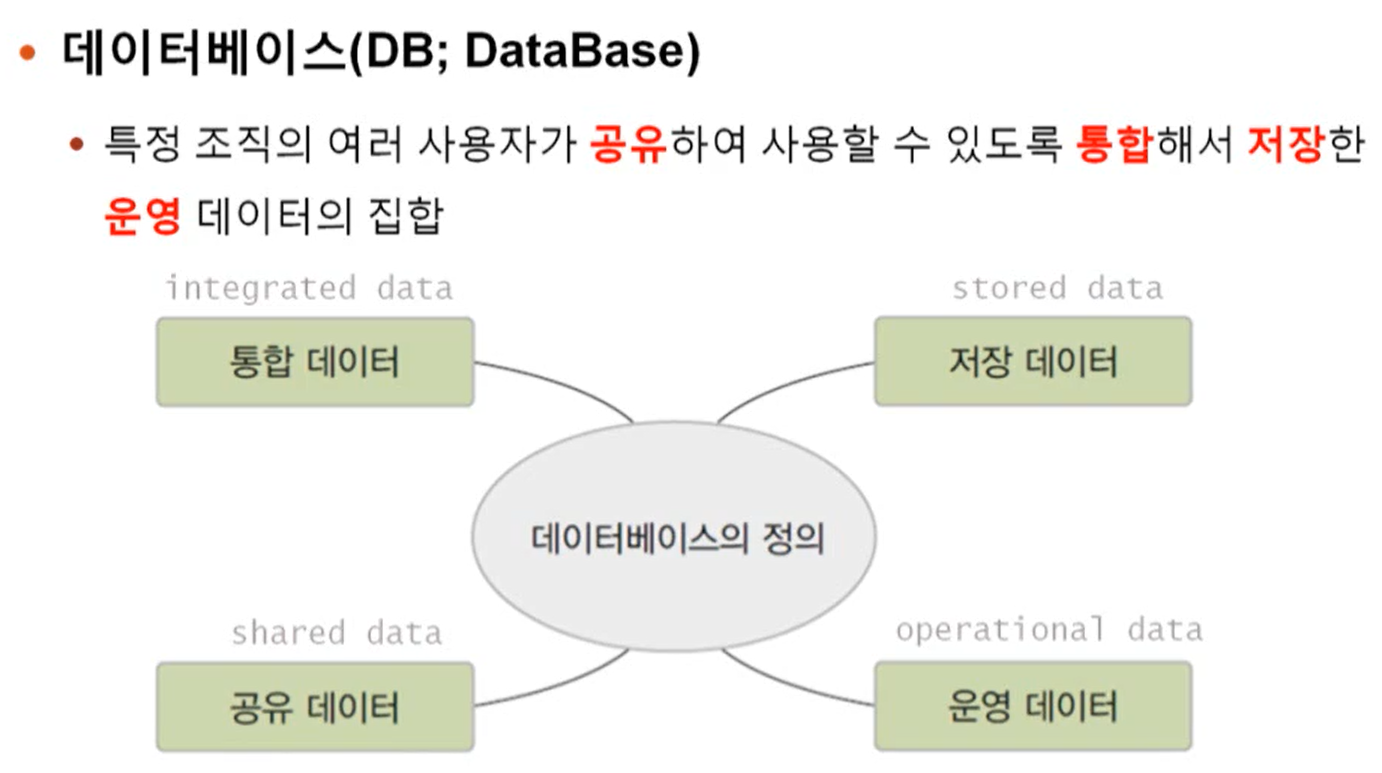 • 데이터베이스(DB; DataBase)
• 특정 조직의 여러 사용자가 공유하여 사용할 수 있도록 통합해서 저장한
운영 데이터의 집합
integrated data
통합 데이터
stored data
저장 데이터
데이터베이스의 정의
shared data
공유 데이터
operational data
운영 데이터